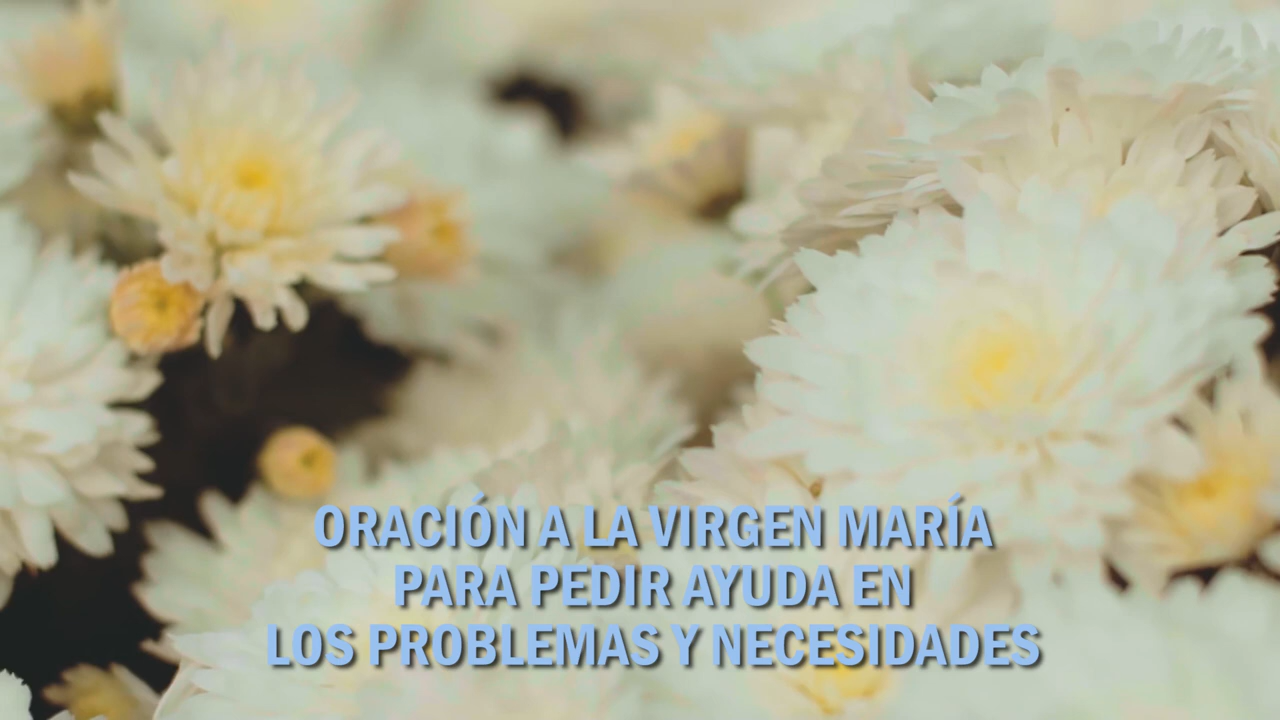 ORACIÓN A LA VIRGEN MARÍA
PARA PEDIR AYUDA EN
LOS PROBLEMAS Y NECESIDADES